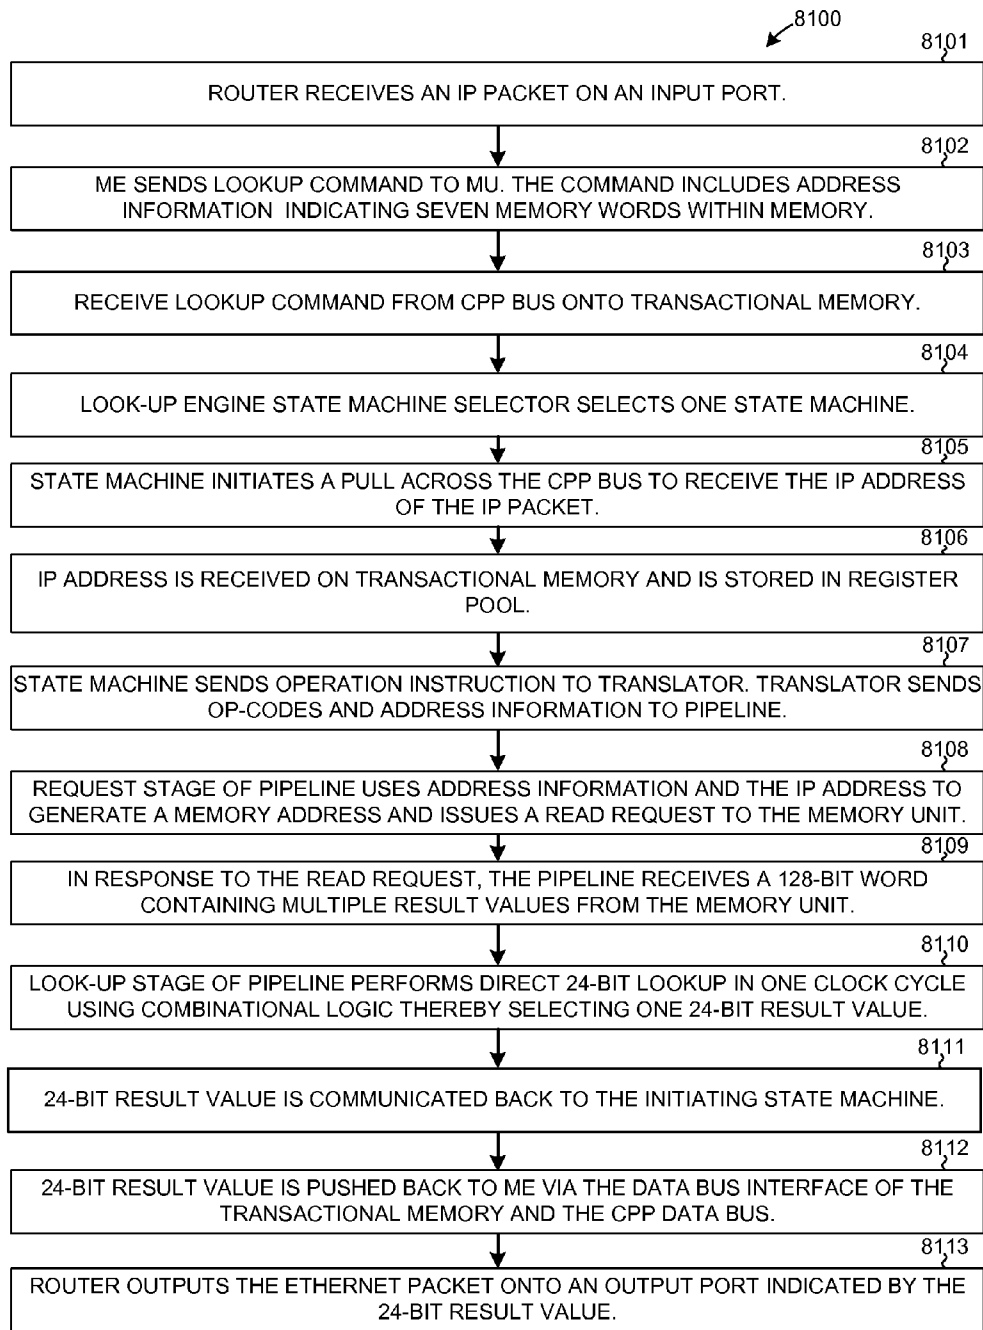 8100
8101
ROUTER RECEIVES AN IP PACKET ON AN INPUT PORT.
8102
ME SENDS LOOKUP COMMAND TO MU. THE COMMAND INCLUDES ADDRESS
INFORMATION INDICATING SEVEN MEMORY WORDS WITHIN MEMORY.
8103
RECEIVE LOOKUP COMMAND FROM CPP BUS ONTO TRANSACTIONAL MEMORY.
8104
LOOK-UP ENGINE STATE MACHINE SELECTOR SELECTS ONE STATE MACHINE.
8105
STATE MACHINE INITIATES A PULL ACROSS THE CPP BUS TO RECEIVE THE IP ADDRESS
OF THE IP PACKET.
8106
IP ADDRESS IS RECEIVED ON TRANSACTIONAL MEMORY AND IS STORED IN REGISTER
POOL.
8107
STATE MACHINE SENDS OPERATION INSTRUCTION TO TRANSLATOR. TRANSLATOR SENDS
OP-CODES AND ADDRESS INFORMATION TO PIPELINE.
8108
REQUEST STAGE OF PIPELINE USES ADDRESS INFORMATION AND THE IP ADDRESS TO
GENERATE A MEMORY ADDRESS AND ISSUES A READ REQUEST TO THE MEMORY UNIT.
8109
IN RESPONSE TO THE READ REQUEST, THE PIPELINE RECEIVES A 128-BIT WORD
CONTAINING MULTIPLE RESULT VALUES FROM THE MEMORY UNIT.
8110
LOOK-UP STAGE OF PIPELINE PERFORMS DIRECT 24-BIT LOOKUP IN ONE CLOCK CYCLE
USING COMBINATIONAL LOGIC THEREBY SELECTING ONE 24-BIT RESULT VALUE.
8111
24-BIT RESULT VALUE IS COMMUNICATED BACK TO THE INITIATING STATE MACHINE.
8112
24-BIT RESULT VALUE IS PUSHED BACK TO ME VIA THE DATA BUS INTERFACE OF THE
TRANSACTIONAL MEMORY AND THE CPP DATA BUS.
8113
ROUTER OUTPUTS THE ETHERNET PACKET ONTO AN OUTPUT PORT INDICATED BY THE
24-BIT RESULT VALUE.